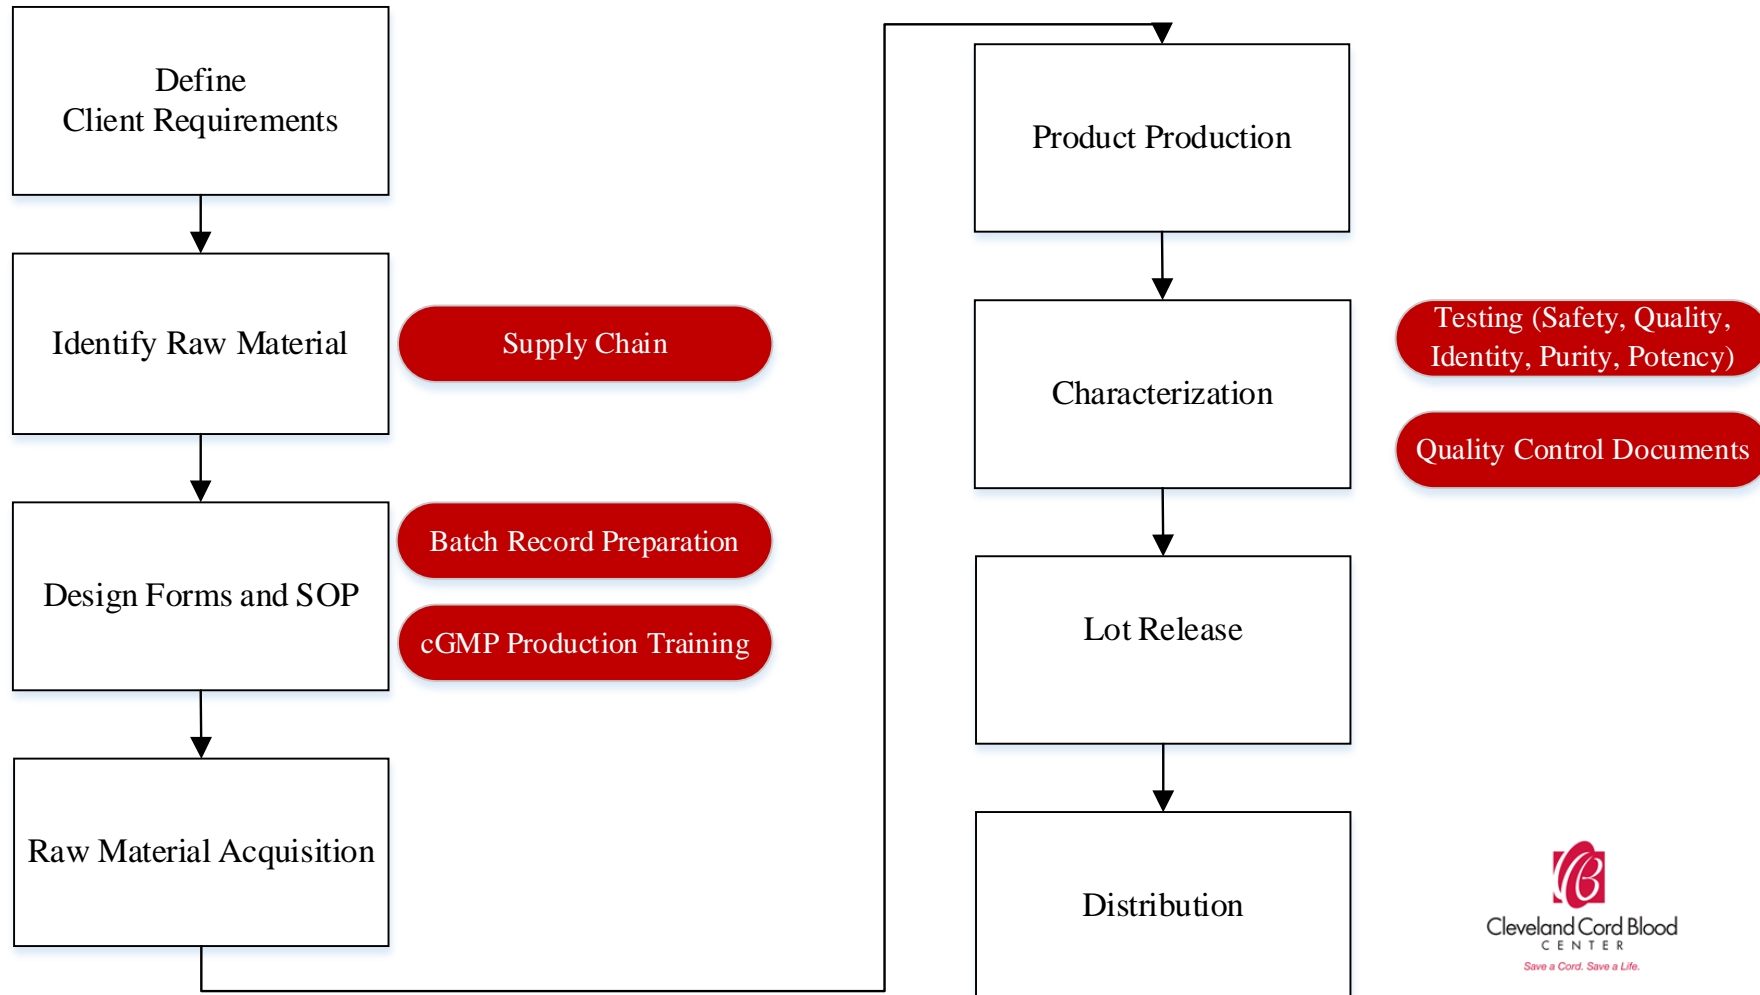 Define
Client Requirements
Identify Raw Material
Supply Chain
Design Forms and SOP
Batch Record Preparation
cGMP Production Training
Raw Material Acquisition
Product Production
Characterization
Testing (Safety, Quality,
Identity, Purity, Potency)
Quality Control Documents
Lot Release
Distribution
Cleveland Cord Blood
CENTER
Save a Cord. Save a Life.